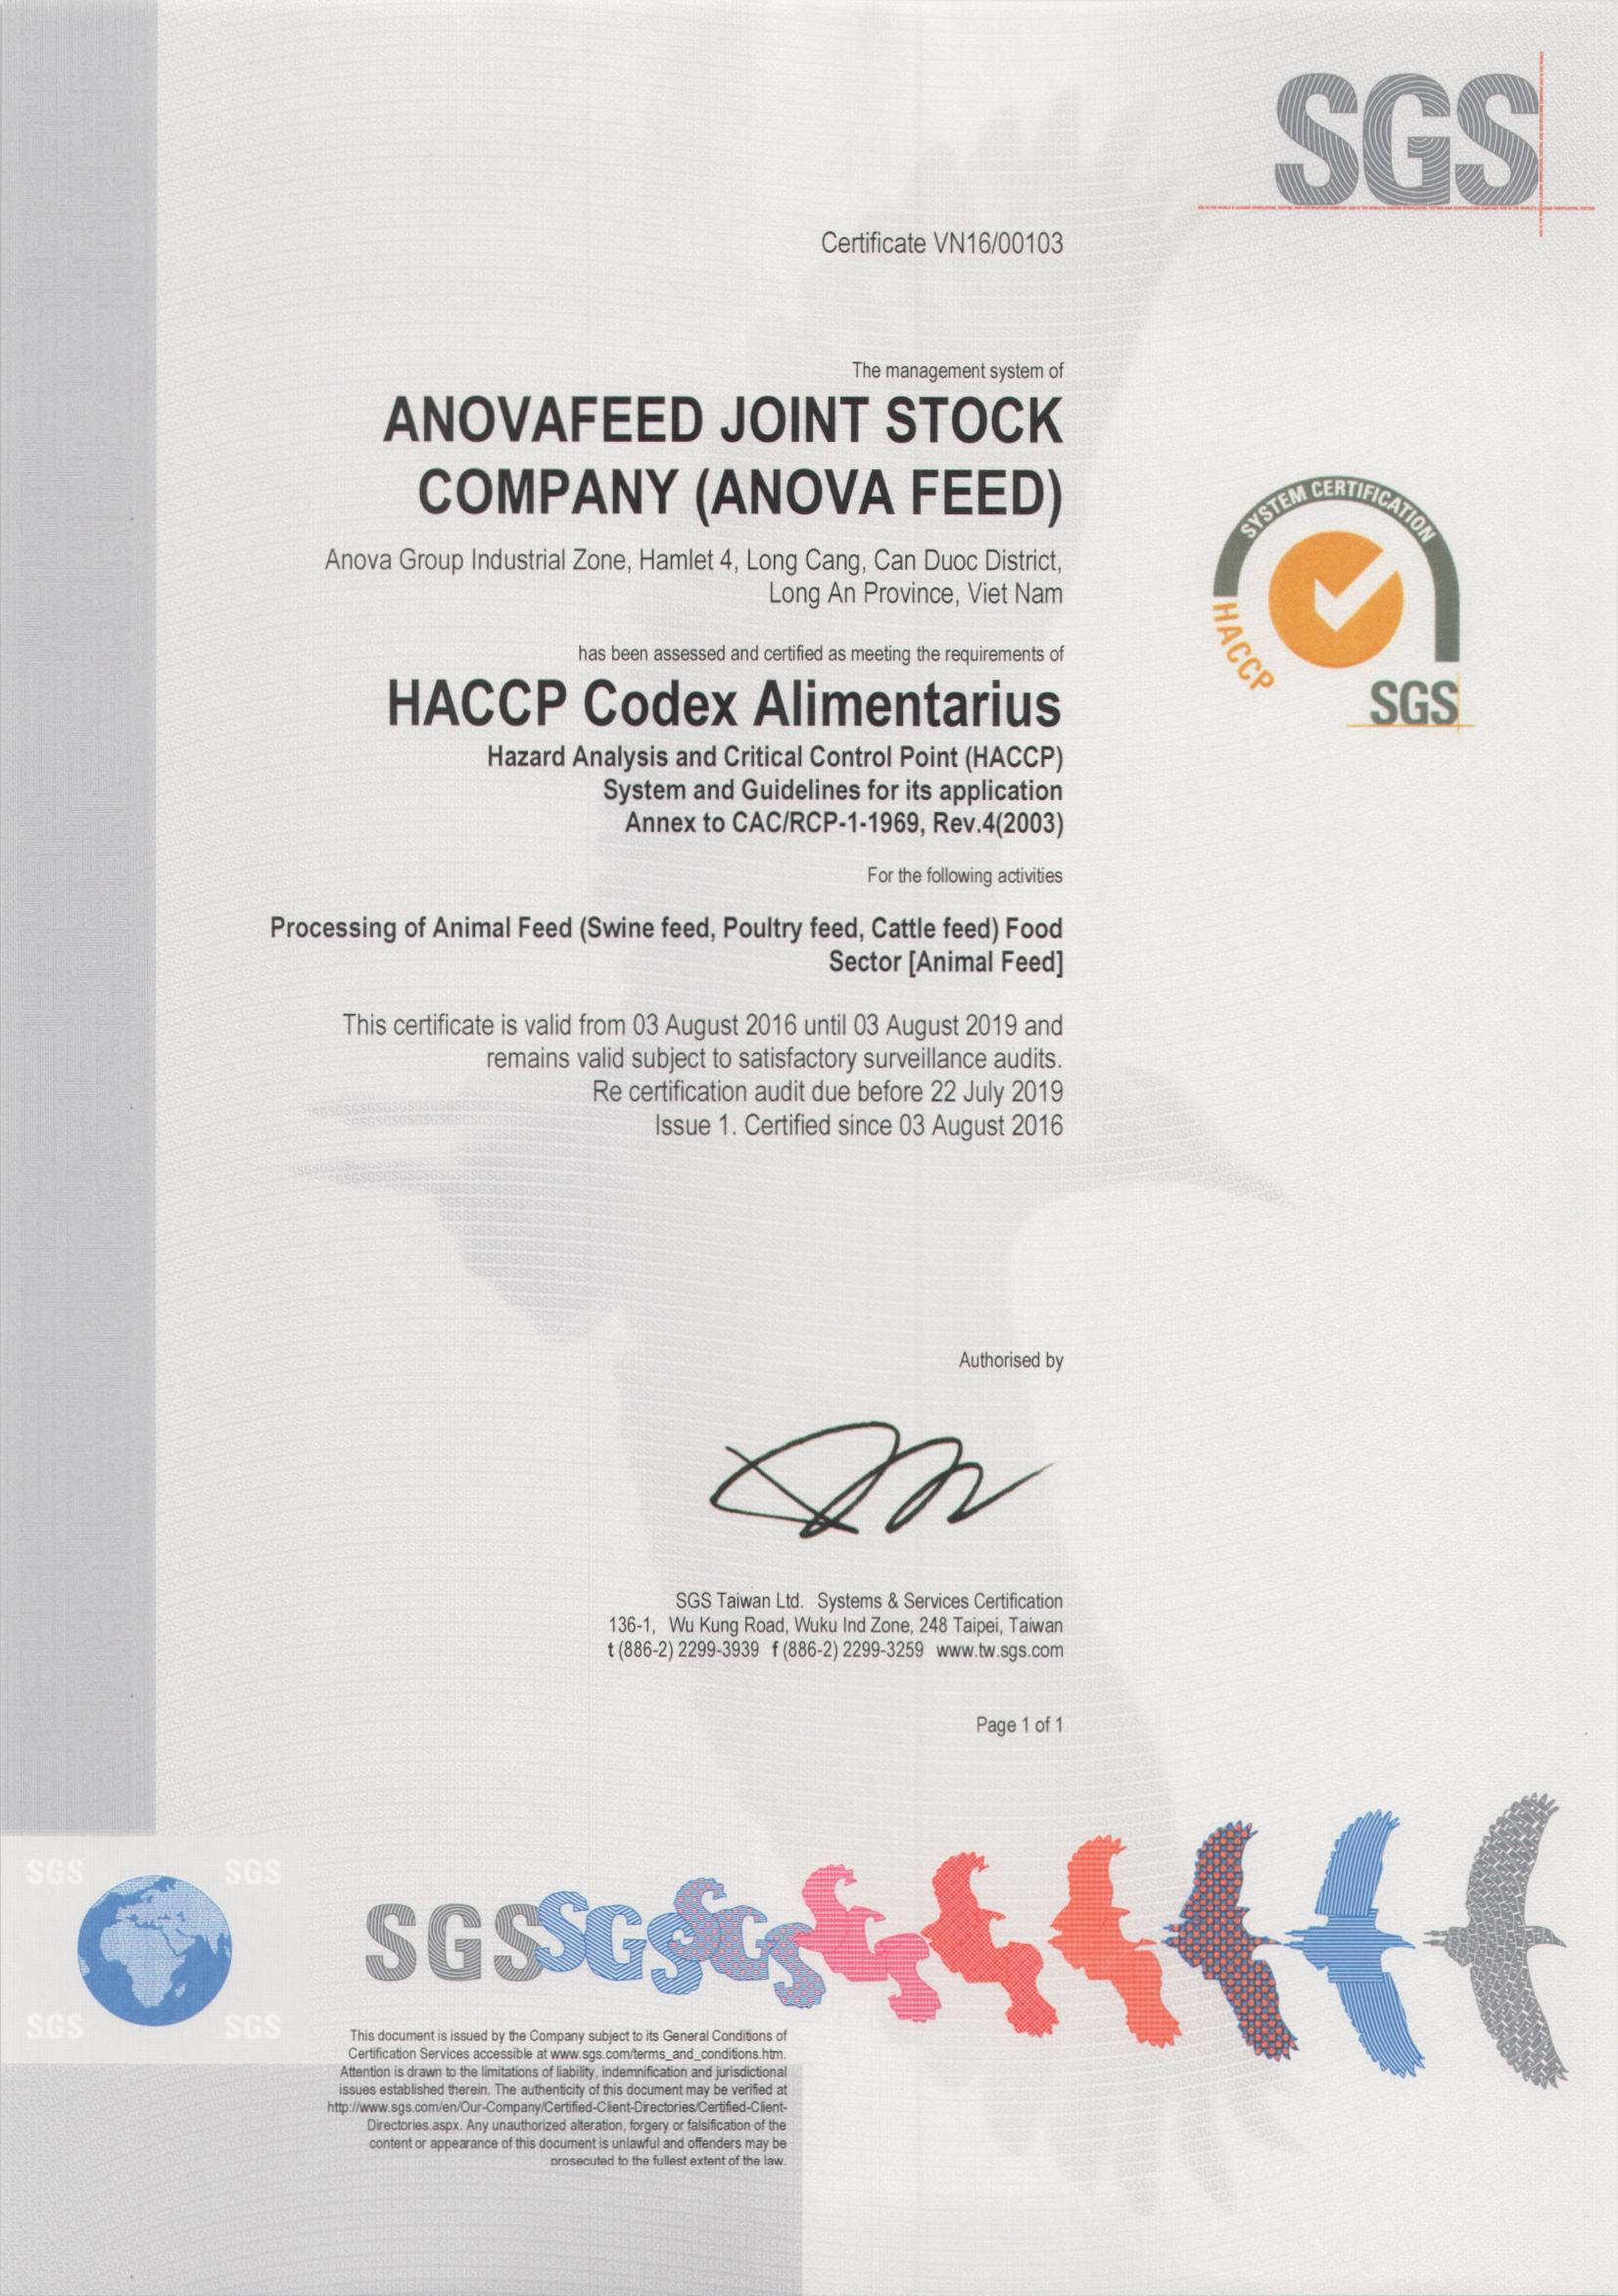 SGS
Certificate VN16/00103
The management system of
ANOVAFEED JOINT STOCK
COMPANY (ANOVA FEED)
Anova Group Industrial Zone, Hamlet 4, Long Cang, Can Duoc District,
Long An Province, Viet Nam
SYSTEM CERTIFICATION
HACCP
SGS
has been assessed and certified as meeting the requirements of
HACCP Codex Alimentarius
Hazard Analysis and Critical Control Point (HACCP)
System and Guidelines for its application
Annex to CAC/RCP-1-1969, Rev.4(2003)
For the following activities
Processing of Animal Feed (Swine feed, Poultry feed, Cattle feed) Food
Sector [Animal Feed]
This certificate is valid from 03 August 2016 until 03 August 2019 and
remains valid subject to satisfactory surveillance audits.
Re certification audit due before 22 July 2019
Issue 1. Certified since 03 August 2016
Authorised by
SGS Taiwan Ltd. Systems & Services Certification
136-1, Wu Kung Road, Wuku Ind Zone, 248 Taipei, Taiwan
t (886-2) 2299-3939 f (886-2) 2299-3259 www.tw.sgs.com
Page 1 of 1
SGS SGS
SGS SGS SGS
SGS SGS
This document is issued by the Company subject to its General Conditions of
Certification Services accessible at www.sgs.com/terms_and_conditions.htm.
Attention is drawn to the limitations of liability, indemnification and jurisdictional
issues established therein. The authenticity of this document may be verified at
http://www.sgs.com/en/Our-Company/Certified-Client-Directories/Certified-Client-
Directories.aspx. Any unauthorized alteration, forgery or falsification of the
content or appearance of this document is unlawful and offenders may be
prosecuted to the fullest extent of the law.